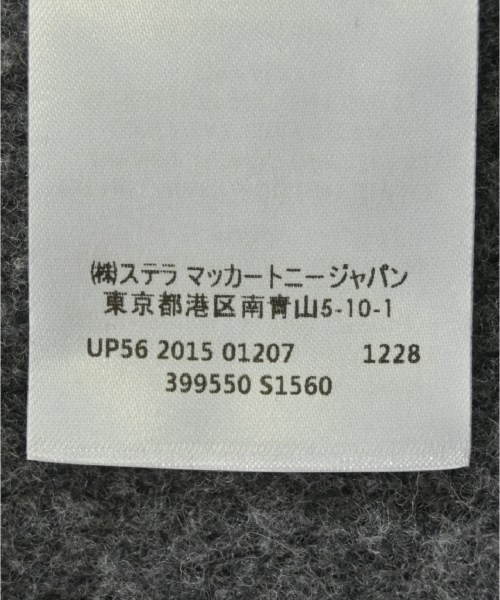 ㈱ステラ マッカートニージャパン
東京都港区南青山5-10-1
UP56 2015 01207 1228
399550 S1560